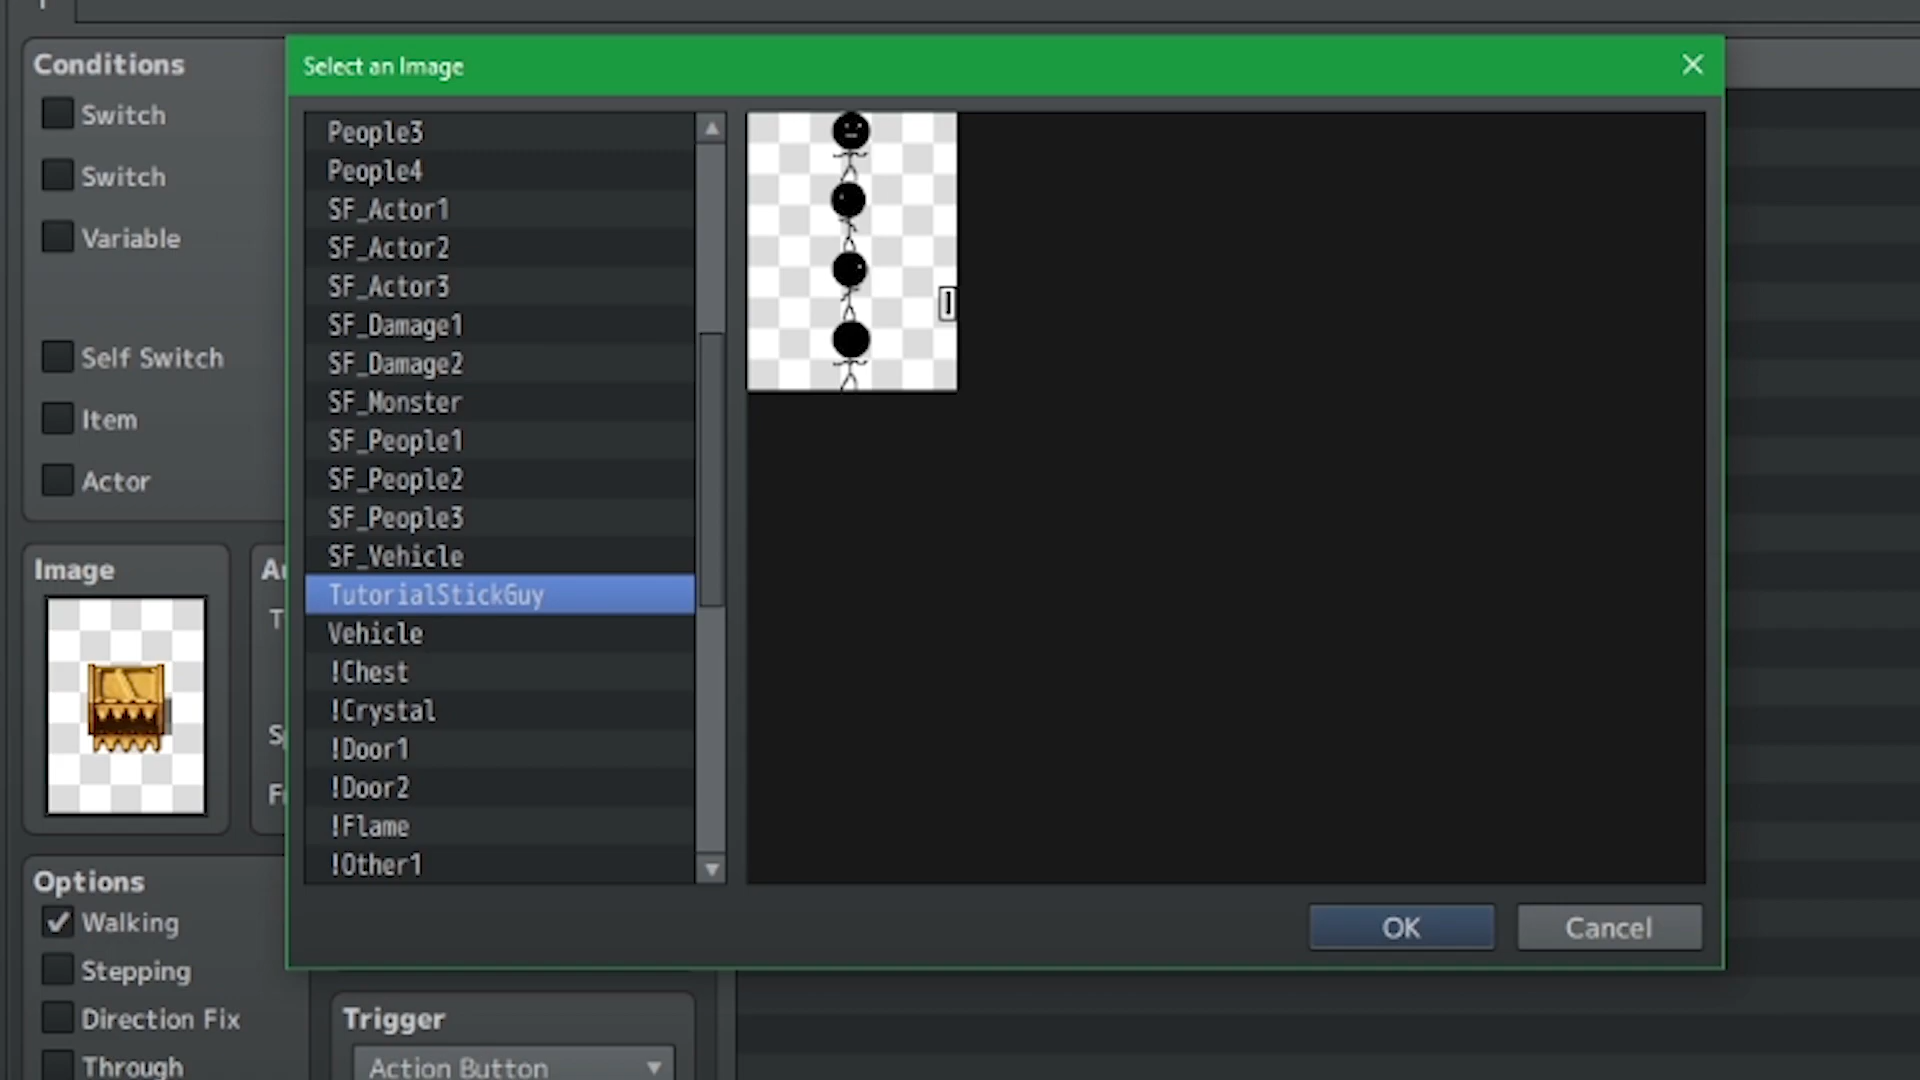 Select an Image
Conditions
Switch
Switch
Variable
Self Switch
Item
Actor
Image
Options
Walking
Stepping
Direction Fix
Through
People3
People4
SF_Actor1
SF_Actor2
SF_Actor3
SF_Damage1
SF_Damage2
SF_Monster
SF_People1
SF_People2
SF_People3
SF_Vehicle
TutorialStickGuy
Vehicle
!Chest
!Crystal
!Door1
!Door2
!Flame
!Other1
OK
Cancel
Trigger
Action Button